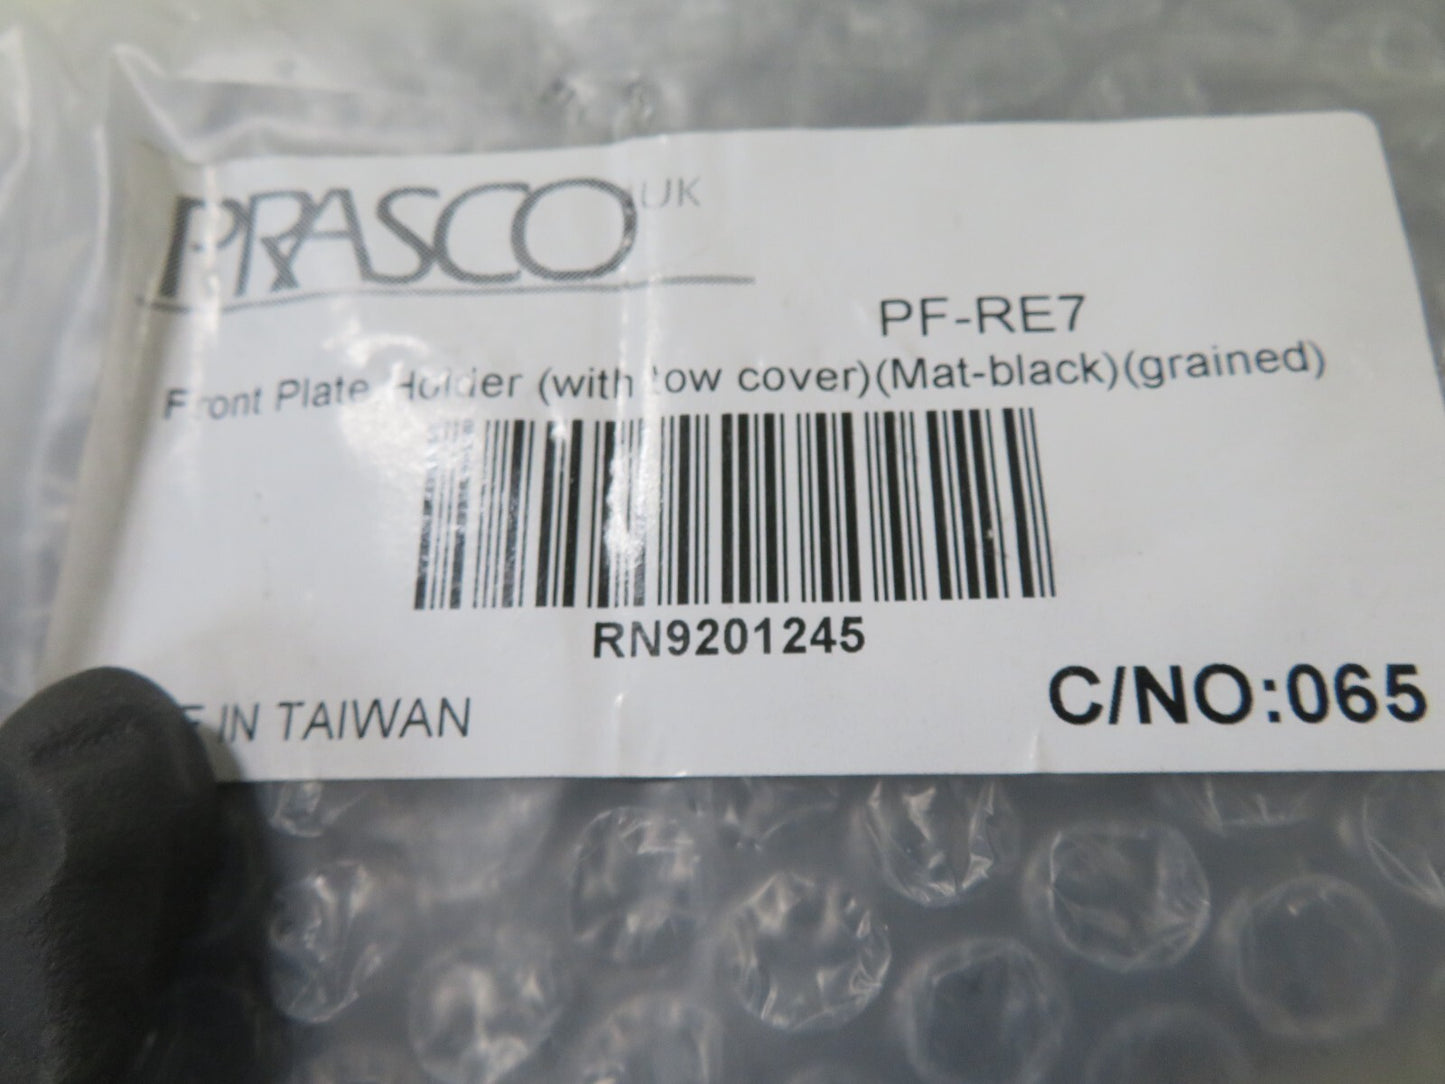 PRASCO UK
PF-RE7
Front Plate Holder (with tow cover)(Mat-black)(grained)
RN9201245
C/NO:065
IN TAIWAN